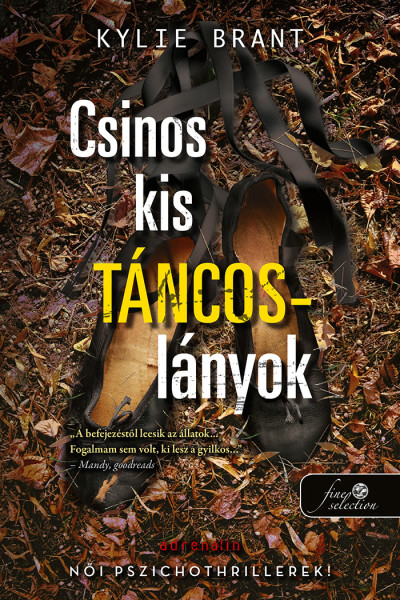 KYLIE BRANT
Csinos
kis
TÁNCOS-
lányok
„A befejezéstől leesik az állatok...
Fogalmam sem volt, ki lesz a gyilkos...
– Mandy, goodreads
fine
selection
adrenalin
NŐI PSZICHOTHRILLEREK!